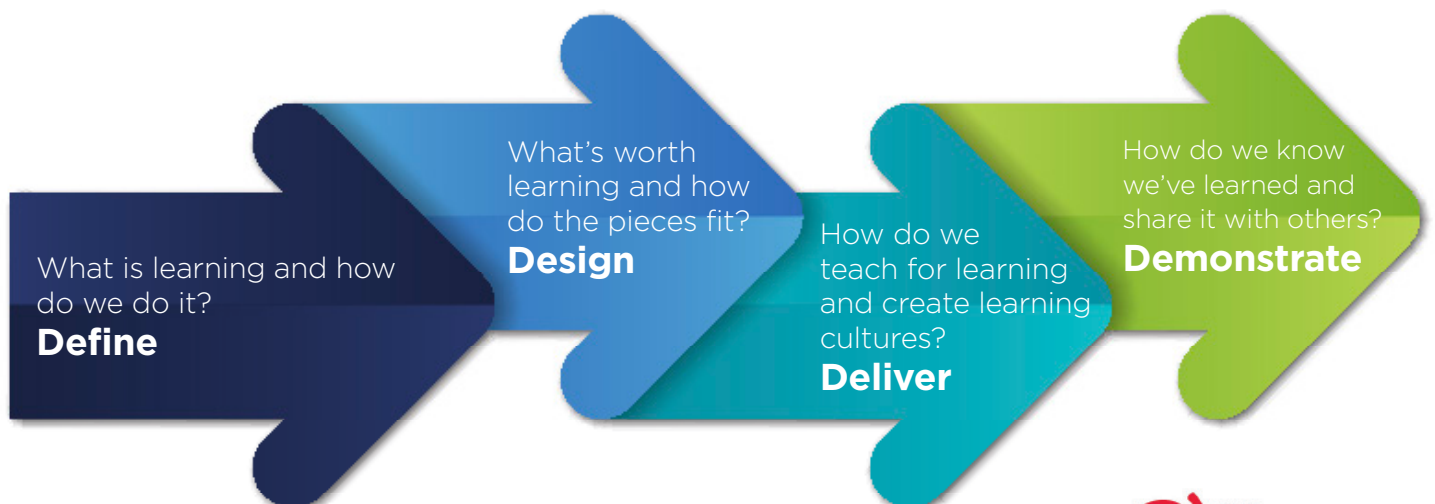 What is learning and how
do we do it?
Define
What’s worth
learning and how
do the pieces fit?
Design
How do we
teach for learning
and create learning
cultures?
Deliver
How do we know
we’ve learned and
share it with others?
Demonstrate